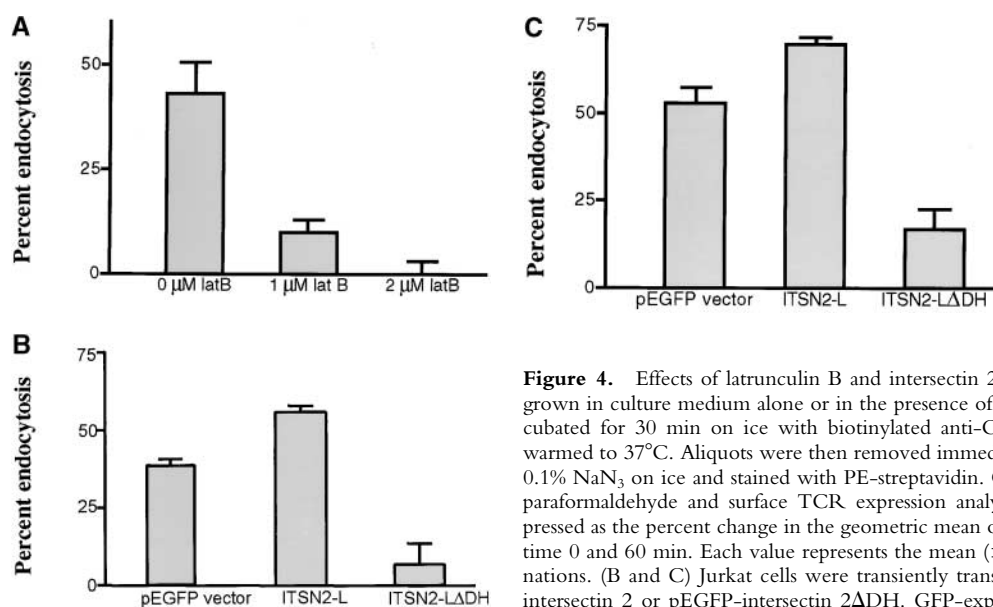 A
Percent endocytosis
50
25
0
0 µM latB
1 µM lat B
2 µM latB
B
Percent endocytosis
75
50
25
0
pEGFP vector
ITSN2-L
ITSN2-LΔDH
C
Percent endocytosis
75
50
25
0
pEGFP vector
ITSN2-L
ITSN2-LΔDH
Figure 4. Effects of latrunculin B and intersectin 2
grown in culture medium alone or in the presence of
cubated for 30 min on ice with biotinylated anti-C
warmed to 37°C. Aliquots were then removed immed
0.1% NaN₃ on ice and stained with PE-streptavidin.
paraformaldehyde and surface TCR expression analy
pressed as the percent change in the geometric mean o
time 0 and 60 min. Each value represents the mean (
nations. (B and C) Jurkat cells were transiently trans
intersectin 2 or pEGFP-intersectin 2ΔDH. GFP-exp